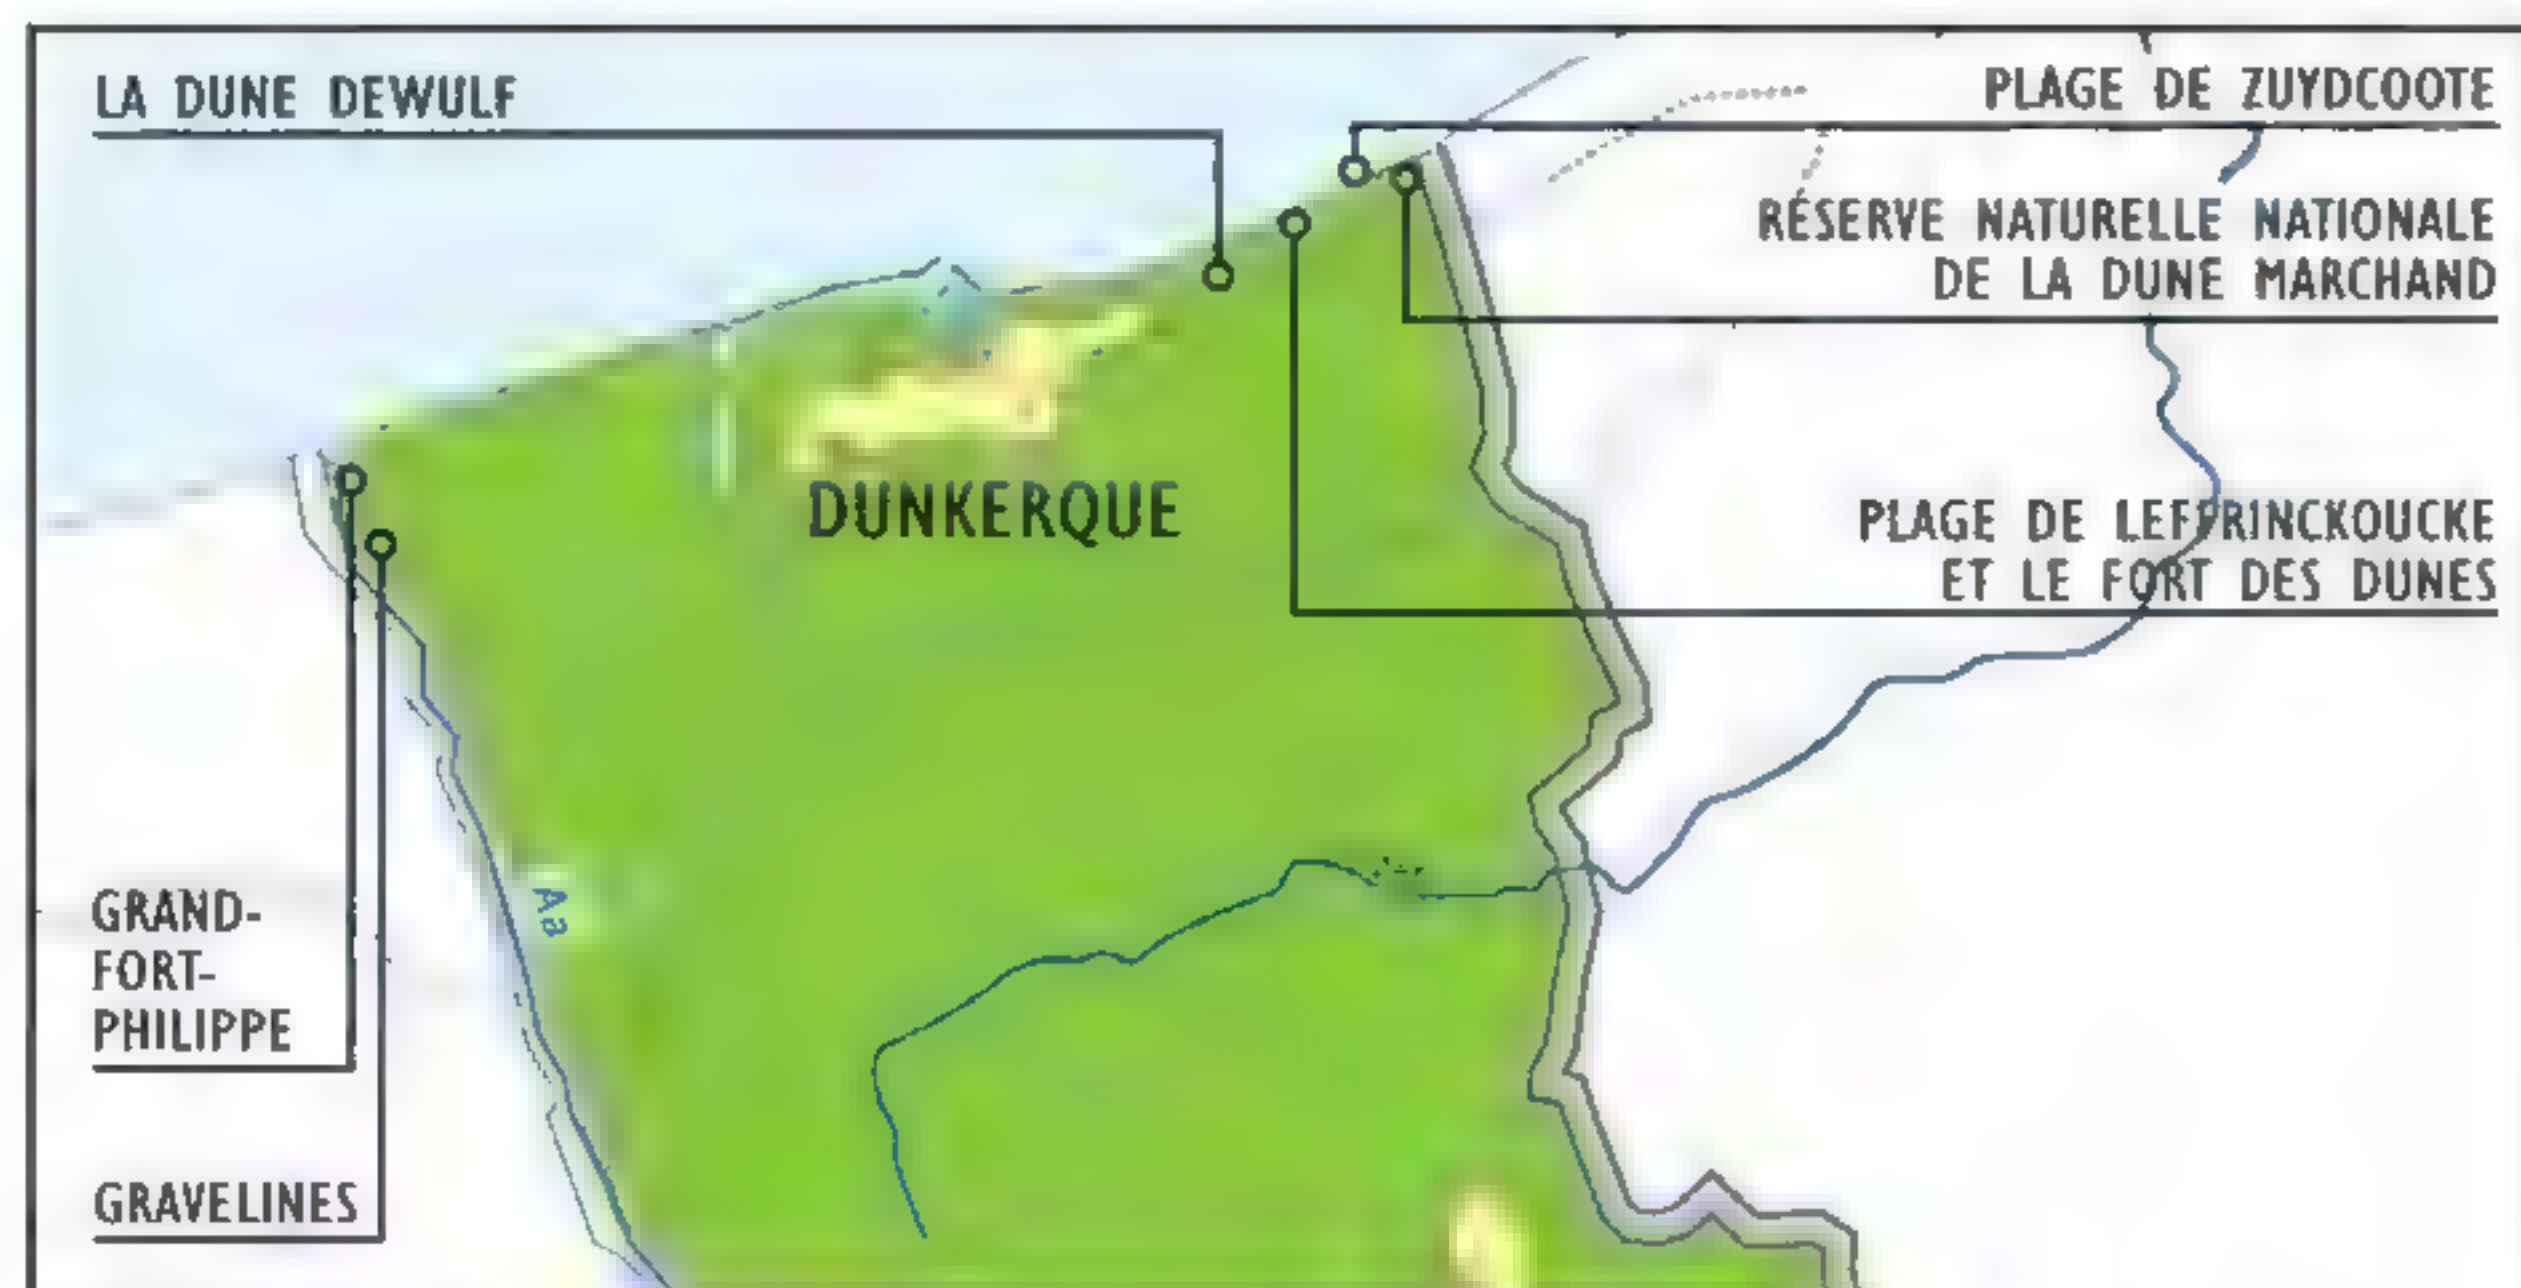 LA DUNE DEWULF
PLAGE DE ZUYDCOOTE
RÉSERVE NATURELLE NATIONALE
DE LA DUNE MARCHAND
PLAGE DE LEFFRINCKOUCKE
ET LE FORT DES DUNES
DUNKERQUE
Aa
GRAND-
FORT-
PHILIPPE
GRAVELINES